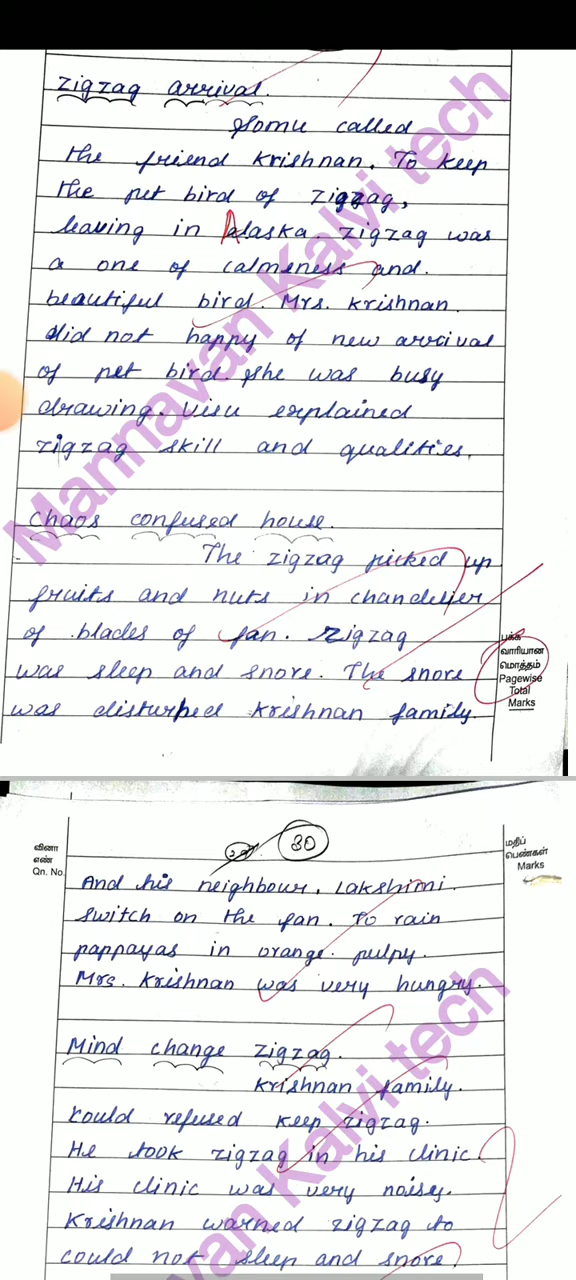 zigzag arrival.
Somu called
the friend Krishnan. To keep
the pet bird of zigzag,
leaving in Alaska. Zigzag was
a one of calmeness and.
beautiful bird. Mrs. Krishnan.
did not happy of new arrival
of pet bird. She was busy
drawing. Visu explained
zigzag skill and qualities.
Chaos confused house.
The zigzag picked up
fruits and nuts in chandelier
of blades of fan. Zigzag
was sleep and snore. The snore
was disturbed Krishnan family.
பக்க
வாரியான
மொத்தம்
Pagewise
Total
Marks
வினா
எண்
Qn. No.
30
மதிப்
பெண்கள்
Marks
And his neighbour. Lakshimi.
switch on the fan. To rain
pappayas in orange. pulpy.
Mrs. Krishnan was very hungry.
Mind change zigzag.
Krishnan family.
could refused keep zigzag.
He took zigzag in his clinic.
His clinic was very noisy.
Krishnan warned zigzag to
could not sleep and snore.
Mannavan Kalvi tech
avan Kalvi tech